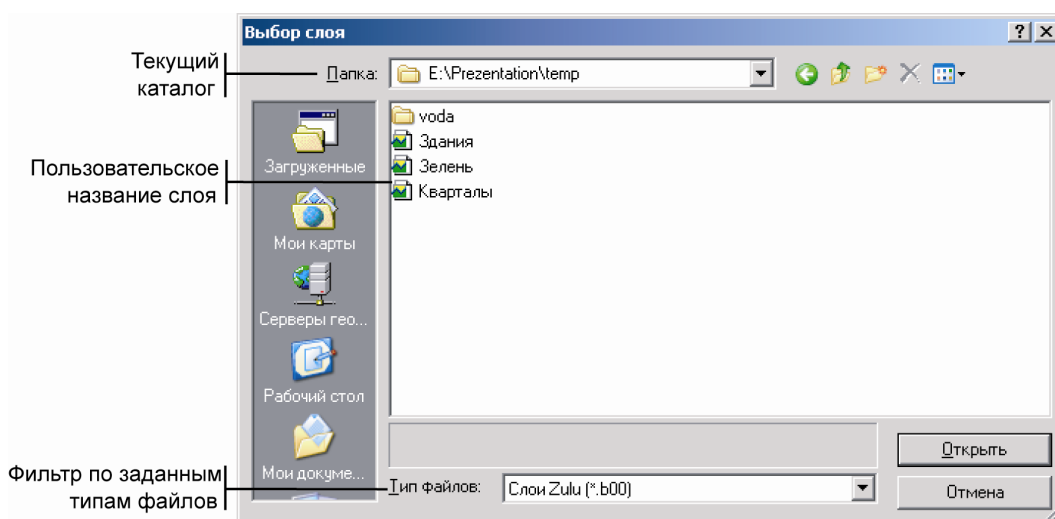 Выбор слоя
Текущий
каталог
Папка:
E:\Prezentation\temp
voda
Здания
Зелень
Кварталы
Пользовательское
название слоя
Загруженные
Мои карты
Серверы гео...
Рабочий стол
Мои докуме...
Открыть
Фильтр по заданным
типам файлов
Тип файлов:
Слои Zulu (*.b00)
Отмена